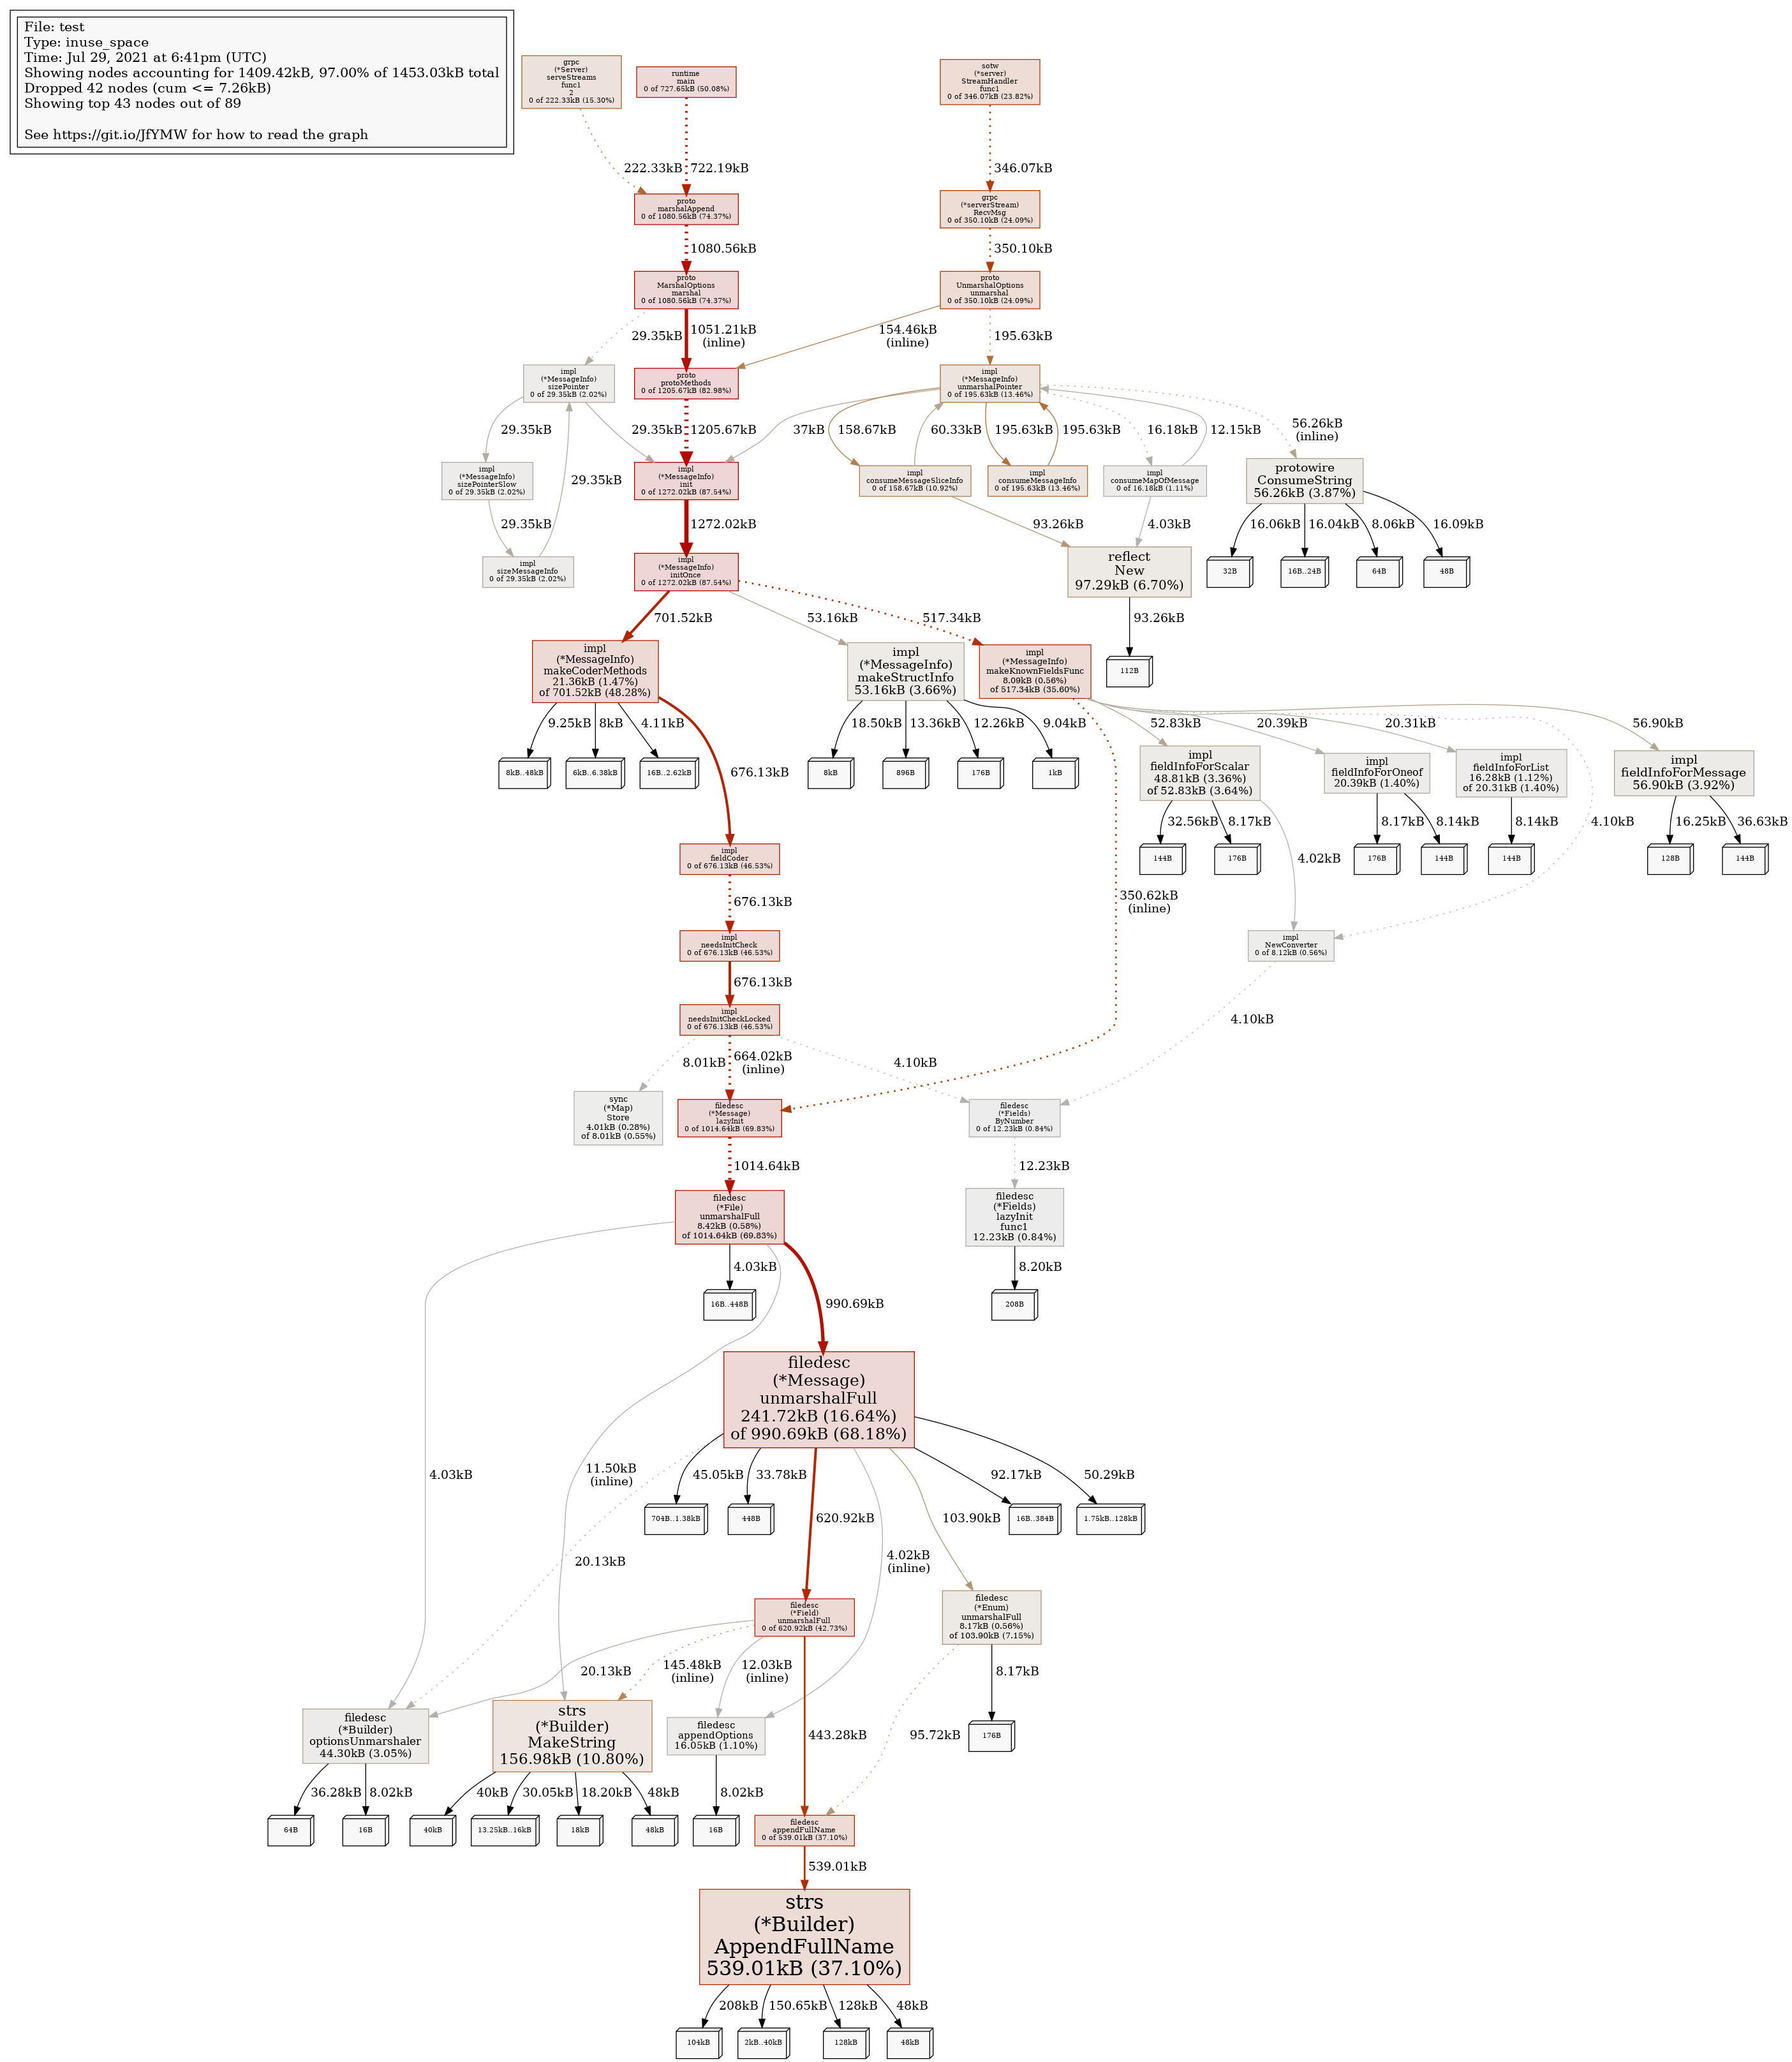 File: test
Type: inuse_space
Time: Jul 29, 2021 at 6:41pm (UTC)
Showing nodes accounting for 1409.42kB, 97.00% of 1453.03kB total
Dropped 42 nodes (cum <= 7.26kB)
Showing top 43 nodes out of 89
See https://git.io/JfYMW for how to read the graph
grpc
(*Server)
serveStreams
func1
2
0 of 222.33kB (15.30%)
runtime
main
0 of 727.65kB (50.08%)
sotw
(*server)
StreamHandler
func1
0 of 346.07kB (23.82%)
222.33kB
722.19kB
346.07kB
proto
marshalAppend
0 of 1080.56kB (74.37%)
grpc
(*serverStream)
RecvMsg
0 of 350.10kB (24.09%)
1080.56kB
350.10kB
proto
MarshalOptions
marshal
0 of 1080.56kB (74.37%)
proto
UnmarshalOptions
unmarshal
0 of 350.10kB (24.09%)
29.35kB
1051.21kB
(inline)
154.46kB
(inline)
195.63kB
impl
(*MessageInfo)
sizePointer
0 of 29.35kB (2.02%)
proto
protoMethods
0 of 1205.67kB (82.98%)
impl
(*MessageInfo)
unmarshalPointer
0 of 195.63kB (13.46%)
29.35kB
29.35kB
1205.67kB
37kB
158.67kB
60.33kB
195.63kB
195.63kB
16.18kB
12.15kB
56.26kB
(inline)
impl
(*MessageInfo)
sizePointerSlow
0 of 29.35kB (2.02%)
29.35kB
impl
(*MessageInfo)
init
0 of 1272.02kB (87.54%)
impl
consumeMessageSliceInfo
0 of 158.67kB (10.92%)
impl
consumeMessageInfo
0 of 195.63kB (13.46%)
impl
consumeMapOfMessage
0 of 16.18kB (1.11%)
protowire
ConsumeString
56.26kB (3.87%)
29.35kB
1272.02kB
93.26kB
4.03kB
16.06kB
16.04kB
8.06kB
16.09kB
impl
sizeMessageInfo
0 of 29.35kB (2.02%)
impl
(*MessageInfo)
initOnce
0 of 1272.02kB (87.54%)
reflect
New
97.29kB (6.70%)
32B
16B..24B
64B
48B
701.52kB
53.16kB
517.34kB
93.26kB
impl
(*MessageInfo)
makeCoderMethods
21.36kB (1.47%)
of 701.52kB (48.28%)
impl
(*MessageInfo)
makeStructInfo
53.16kB (3.66%)
impl
(*MessageInfo)
makeKnownFieldsFunc
8.09kB (0.56%)
of 517.34kB (35.60%)
112B
9.25kB
8kB
4.11kB
676.13kB
18.50kB
13.36kB
12.26kB
9.04kB
52.83kB
20.39kB
20.31kB
56.90kB
8kB..48kB
6kB..6.38kB
16B..2.62kB
8kB
896B
176B
1kB
impl
fieldInfoForScalar
48.81kB (3.36%)
of 52.83kB (3.64%)
impl
fieldInfoForOneof
20.39kB (1.40%)
impl
fieldInfoForList
16.28kB (1.12%)
of 20.31kB (1.40%)
impl
fieldInfoForMessage
56.90kB (3.92%)
32.56kB
8.17kB
8.17kB
8.14kB
8.14kB
4.10kB
16.25kB
36.63kB
impl
fieldCoder
0 of 676.13kB (46.53%)
144B
176B
4.02kB
176B
144B
144B
128B
144B
676.13kB
350.62kB
(inline)
impl
needsInitCheck
0 of 676.13kB (46.53%)
impl
NewConverter
0 of 8.12kB (0.56%)
676.13kB
4.10kB
impl
needsInitCheckLocked
0 of 676.13kB (46.53%)
8.01kB
664.02kB
(inline)
4.10kB
sync
(*Map)
Store
4.01kB (0.28%)
of 8.01kB (0.55%)
filedesc
(*Message)
lazyInit
0 of 1014.64kB (69.83%)
filedesc
(*Fields)
ByNumber
0 of 12.23kB (0.84%)
1014.64kB
12.23kB
filedesc
(*File)
unmarshalFull
8.42kB (0.58%)
of 1014.64kB (69.83%)
filedesc
(*Fields)
lazyInit
func1
12.23kB (0.84%)
4.03kB
990.69kB
8.20kB
16B..448B
208B
filedesc
(*Message)
unmarshalFull
241.72kB (16.64%)
of 990.69kB (68.18%)
4.03kB
11.50kB
(inline)
45.05kB
33.78kB
92.17kB
50.29kB
704B..1.38kB
448B
620.92kB
103.90kB
16B..384B
1.75kB..128kB
20.13kB
4.02kB
(inline)
filedesc
(*Field)
unmarshalFull
0 of 620.92kB (42.73%)
filedesc
(*Enum)
unmarshalFull
8.17kB (0.56%)
of 103.90kB (7.15%)
20.13kB
145.48kB
(inline)
12.03kB
(inline)
443.28kB
95.72kB
8.17kB
filedesc
(*Builder)
optionsUnmarshaler
44.30kB (3.05%)
strs
(*Builder)
MakeString
156.98kB (10.80%)
filedesc
appendOptions
16.05kB (1.10%)
176B
36.28kB
8.02kB
40kB
30.05kB
18.20kB
48kB
8.02kB
64B
16B
40kB
13.25kB..16kB
18kB
48kB
16B
filedesc
appendFullName
0 of 539.01kB (37.10%)
539.01kB
strs
(*Builder)
AppendFullName
539.01kB (37.10%)
208kB
150.65kB
128kB
48kB
104kB
2kB..40kB
128kB
48kB